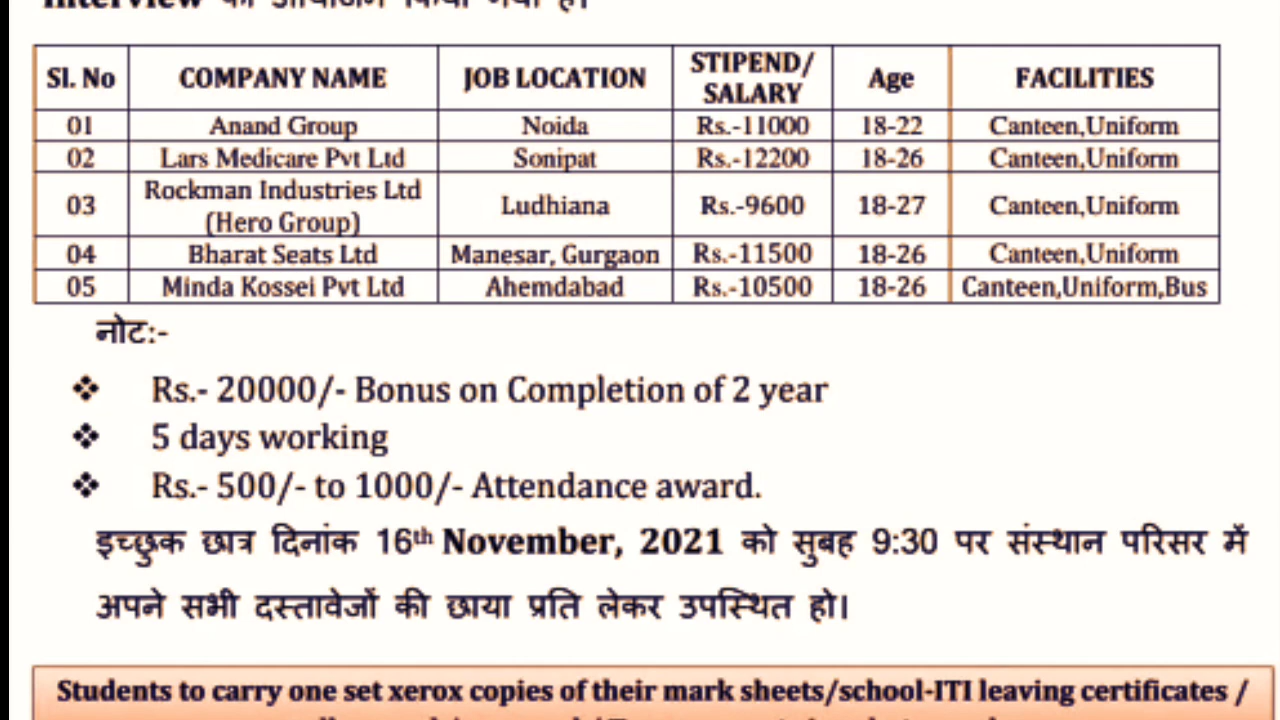 Interview का आयोजन किया गया है।
Sl. No COMPANY NAME JOB LOCATION STIPEND/ SALARY Age FACILITIES
01 Anand Group Noida Rs.-11000 18-22 Canteen,Uniform
02 Lars Medicare Pvt Ltd Sonipat Rs.-12200 18-26 Canteen,Uniform
03 Rockman Industries Ltd (Hero Group) Ludhiana Rs.-9600 18-27 Canteen,Uniform
04 Bharat Seats Ltd Manesar, Gurgaon Rs.-11500 18-26 Canteen,Uniform
05 Minda Kossei Pvt Ltd Ahemdabad Rs.-10500 18-26 Canteen,Uniform,Bus
नोट:-
❖ Rs.- 20000/- Bonus on Completion of 2 year
❖ 5 days working
❖ Rs.- 500/- to 1000/- Attendance award.
इच्छुक छात्र दिनांक 16th November, 2021 को सुबह 9:30 पर संस्थान परिसर में
अपने सभी दस्तावेजों की छाया प्रति लेकर उपस्थित हो।
Students to carry one set xerox copies of their mark sheets/school-ITI leaving certificates /